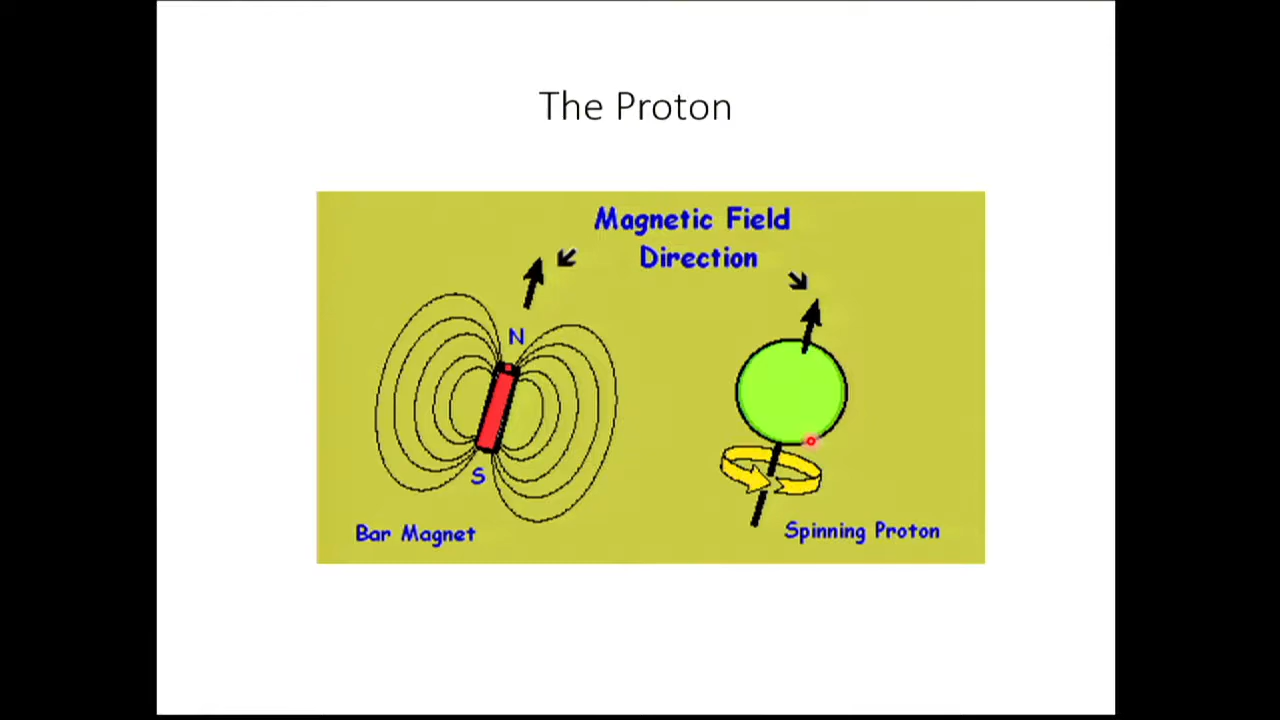 The Proton
Magnetic Field
Direction
N
S
Bar Magnet
Spinning Proton